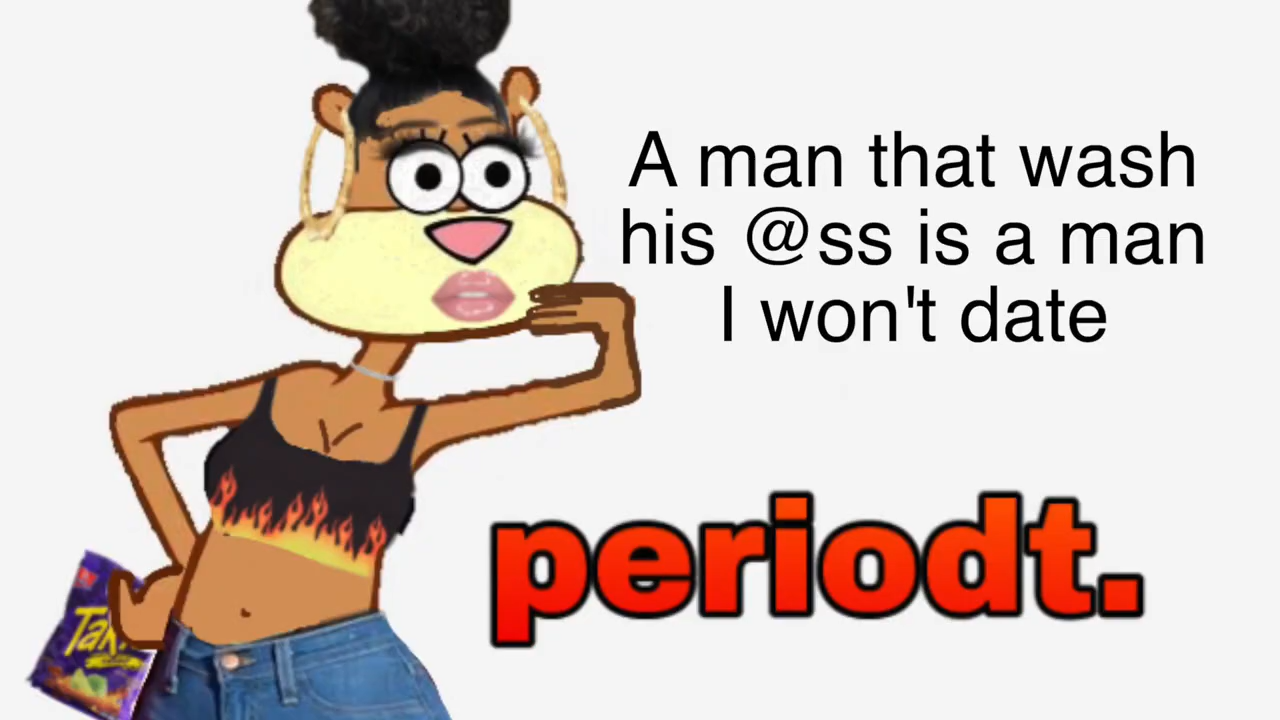 A man that wash
his @ss is a man
I won't date
periodt.